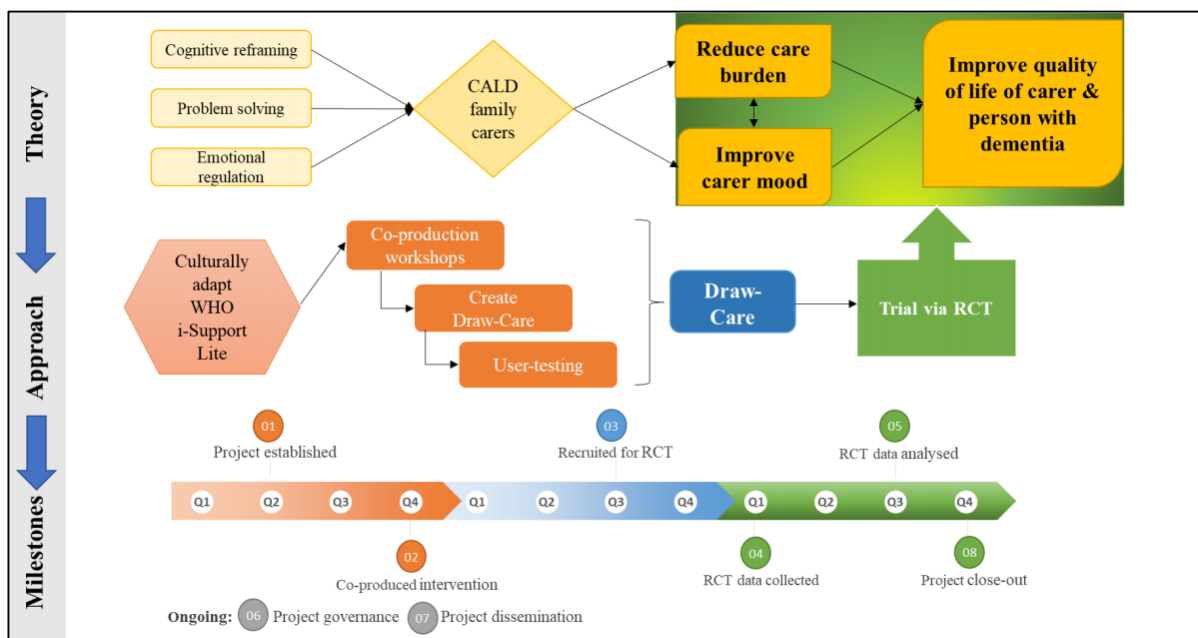 Theory
Cognitive reframing
Problem solving
Emotional
regulation
CALD
family
carers
Reduce care
burden
Improve
carer mood
Improve quality
of life of carer &
person with
dementia
Approach
Culturally
adapt
WHO
i-Support
Lite
Co-production
workshops
Create
Draw-Care
User-testing
Draw-
Care
Trial via RCT
Milestones
01
Project established
03
Recruited for RCT
05
RCT data analysed
Q1 Q2 Q3 Q4 Q1 Q2 Q3 Q4 Q1 Q2 Q3 Q4
02
Co-produced intervention
04
RCT data collected
08
Project close-out
Ongoing: 06 Project governance 07 Project dissemination